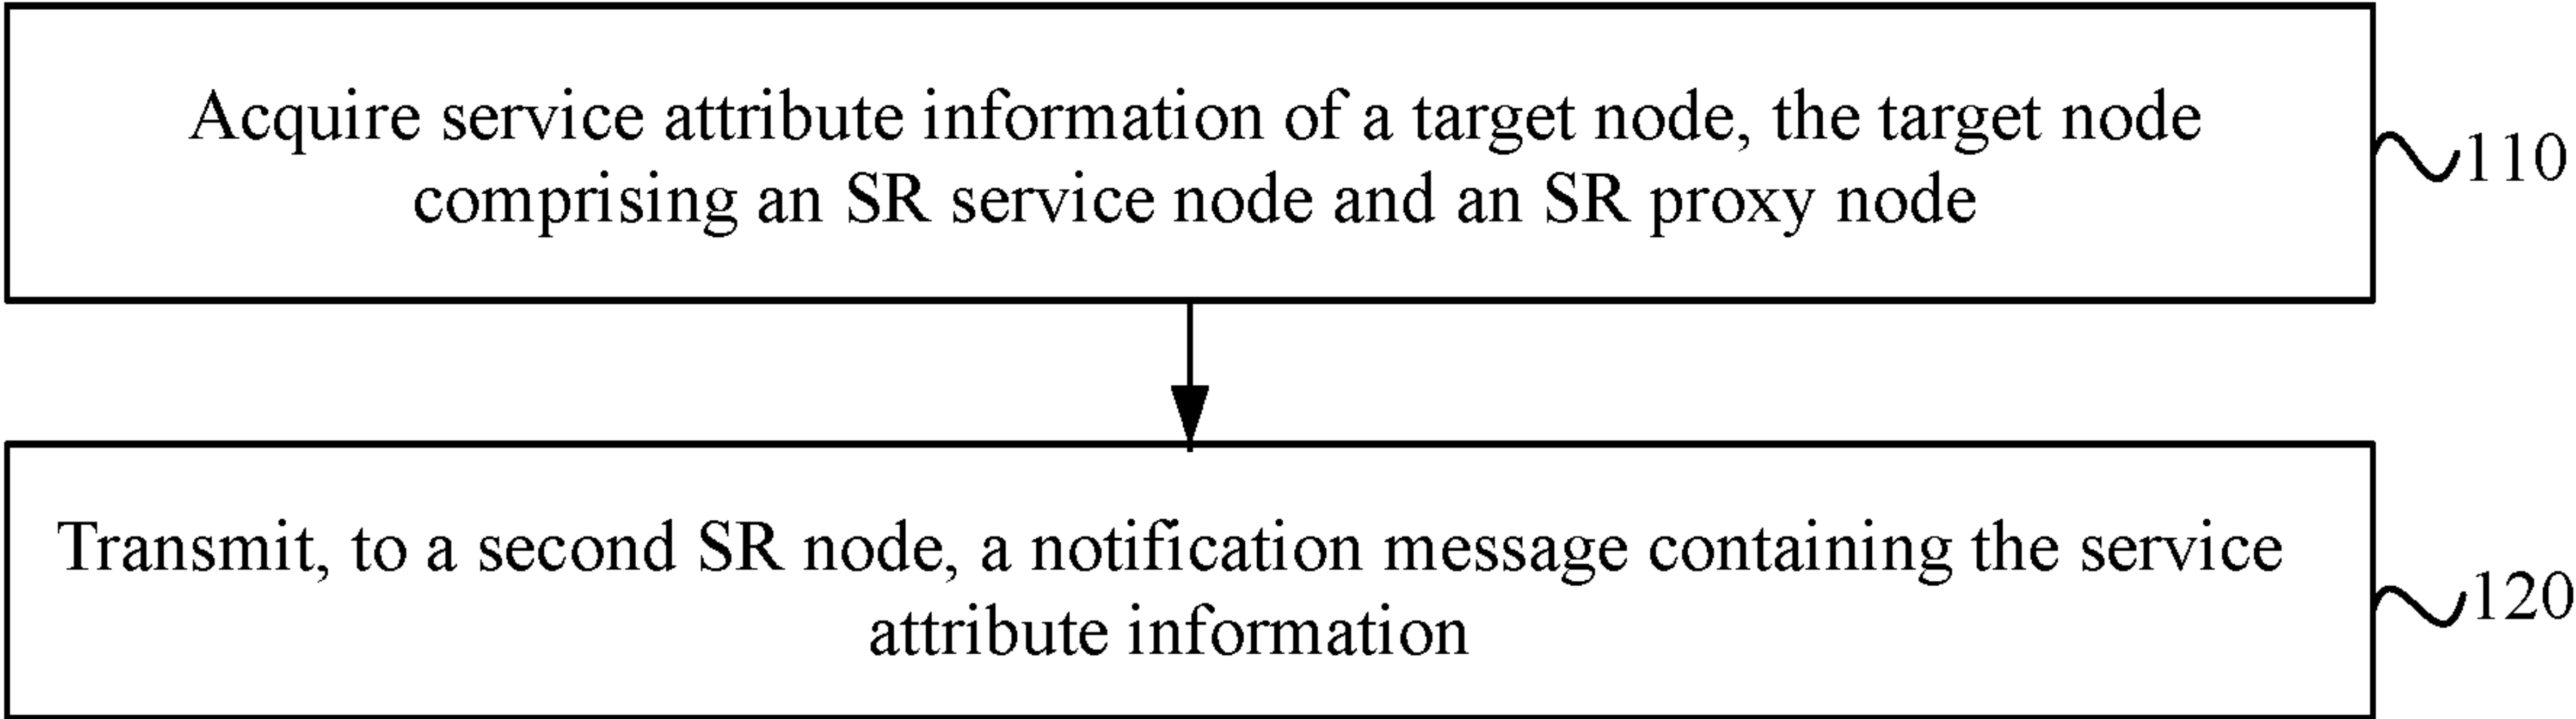 Acquire service attribute information of a target node, the target node
comprising an SR service node and an SR proxy node
110
Transmit, to a second SR node, a notification message containing the service
attribute information
120